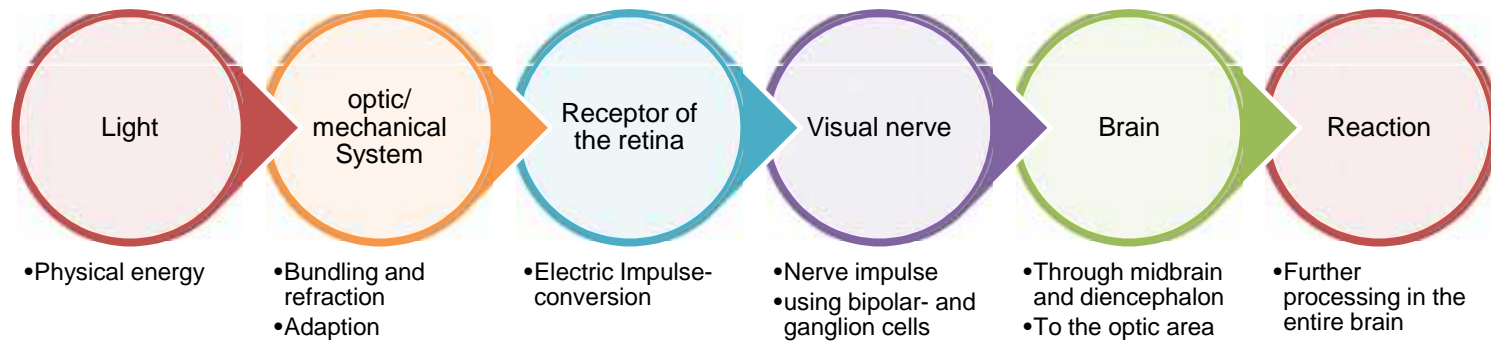 Light
optic/
mechanical
System
Receptor of
the retina
Visual nerve
Brain
Reaction
•Physical energy
•Bundling and
refraction
•Adaption
•Electric Impulse-
conversion
•Nerve impulse
•using bipolar- and
ganglion cells
•Through midbrain
and diencephalon
•To the optic area
•Further
processing in the
entire brain